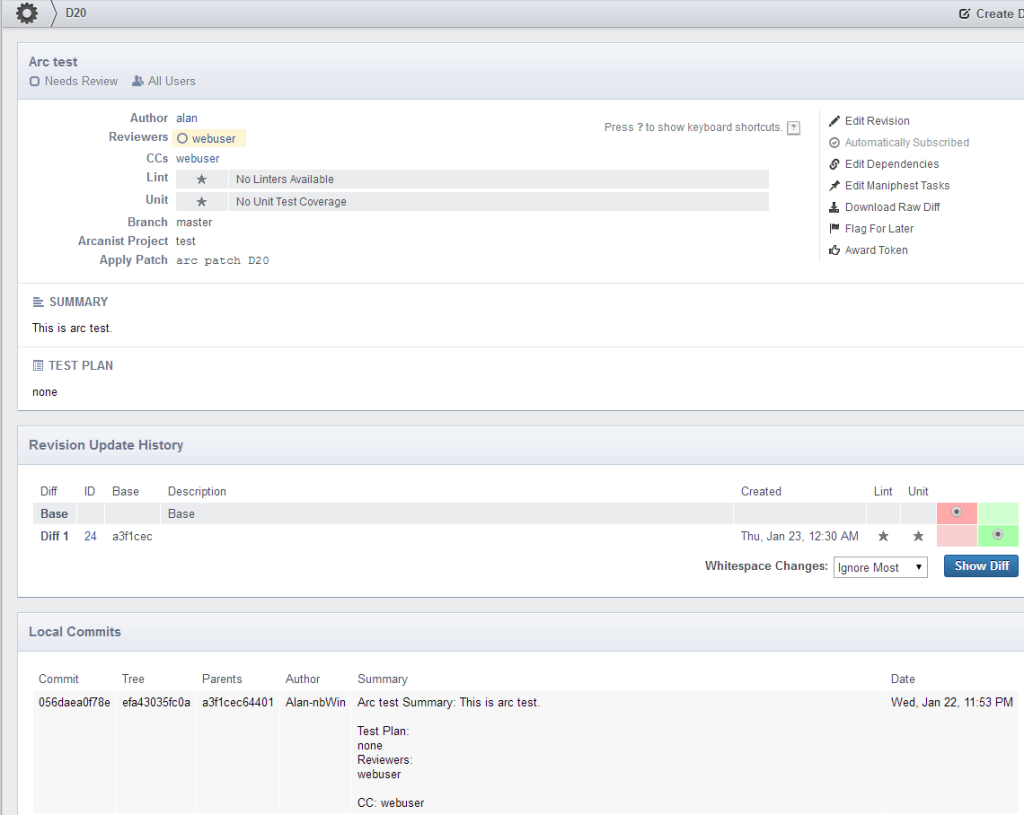 D20
Create D
Arc test
Needs Review All Users
Author alan
Reviewers webuser
CCs webuser
Lint ★ No Linters Available
Unit ★ No Unit Test Coverage
Branch master
Arcanist Project test
Apply Patch arc patch D20
Press ? to show keyboard shortcuts. ?
Edit Revision
Automatically Subscribed
Edit Dependencies
Edit Maniphest Tasks
Download Raw Diff
Flag For Later
Award Token
SUMMARY
This is arc test.
TEST PLAN
none
Revision Update History
Diff ID Base Description Created Lint Unit
Base Base
Diff 1 24 a3f1cec Thu, Jan 23, 12:30 AM ★ ★
Whitespace Changes: Ignore Most Show Diff
Local Commits
Commit Tree Parents Author Summary Date
056daea0f78e efa43035fc0a a3f1cec64401 Alan-nbWin Arc test Summary: This is arc test. Wed, Jan 22, 11:53 PM
Test Plan:
none
Reviewers:
webuser
CC: webuser